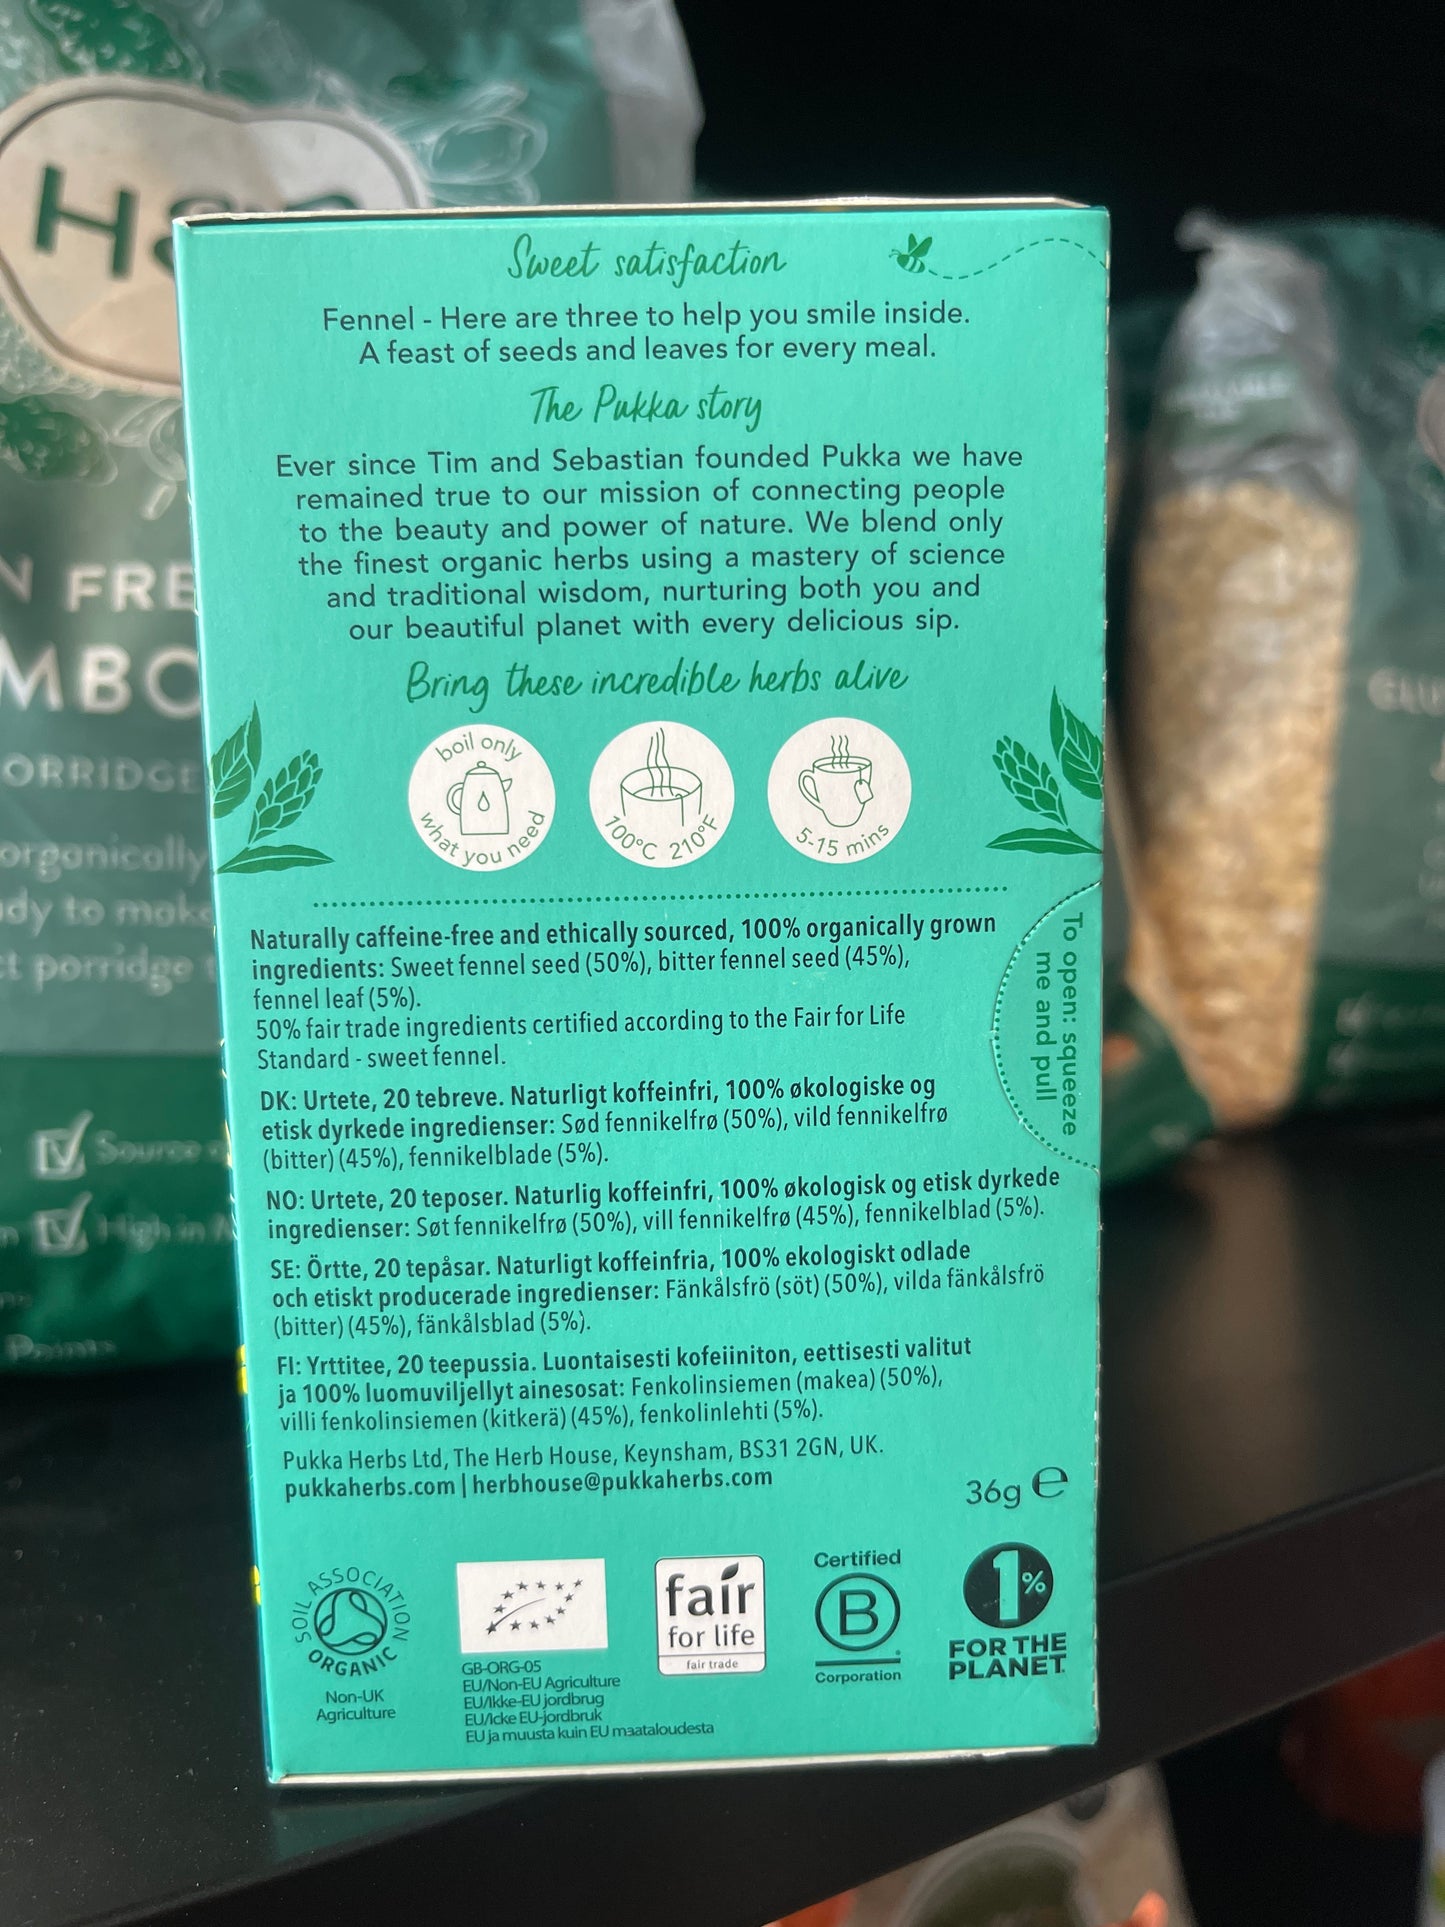 Sweet satisfaction
Fennel - Here are three to help you smile inside.
A feast of seeds and leaves for every meal.
The Pukka story
Ever since Tim and Sebastian founded Pukka we have
remained true to our mission of connecting people
to the beauty and power of nature. We blend only
the finest organic herbs using a mastery of science
and traditional wisdom, nurturing both you and
our beautiful planet with every delicious sip.
Bring these incredible herbs alive
boil only
what you need
100°C 210°F
5-15 mins
Naturally caffeine-free and ethically sourced, 100% organically grown
ingredients: Sweet fennel seed (50%), bitter fennel seed (45%),
fennel leaf (5%).
50% fair trade ingredients certified according to the Fair for Life
Standard - sweet fennel.
To open: squeeze
me and pull
DK: Urtete, 20 tebreve. Naturligt koffeinfri, 100% økologiske og
etisk dyrkede ingredienser: Sød fennikelfrø (50%), vild fennikelfrø
(bitter) (45%), fennikelblade (5%).
NO: Urtete, 20 teposer. Naturlig koffeinfri, 100% økologisk og etisk dyrkede
ingredienser: Søt fennikelfrø (50%), vill fennikelfrø (45%), fennikelblad (5%).
SE: Örtte, 20 tepåsar. Naturligt koffeinfria, 100% ekologiskt odlade
och etiskt producerade ingredienser: Fänkålsfrö (söt) (50%), vilda fänkålsfrö
(bitter) (45%), fänkålsblad (5%).
FI: Yrttitee, 20 teepussia. Luontaisesti kofeiiniton, eettisesti valitut
ja 100% luomuviljellyt ainesosat: Fenkolinsiemen (makea) (50%),
villi fenkolinsiemen (kitkerä) (45%), fenkolinlehti (5%).
Pukka Herbs Ltd, The Herb House, Keynsham, BS31 2GN, UK.
pukkaherbs.com | herbhouse@pukkaherbs.com
36g e
SOIL ASSOCIATION
ORGANIC
Non-UK
Agriculture
GB-ORG-05
EU/Non-EU Agriculture
EU/Ikke-EU jordbrug
EU/Icke EU-jordbruk
EU ja muusta kuin EU maataloudesta
fair
for life
fair trade
Certified
B
Corporation
1%
FOR THE
PLANET
FRE
MBO
ORRIDGE
organically
dy to make
porridge
Source
High in
Points